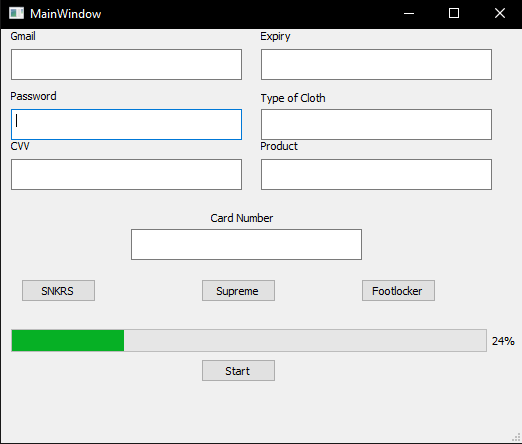 MainWindow
Gmail
Expiry
Password
Type of Cloth
CVV
Product
Card Number
SNKRS
Supreme
Footlocker
24%
Start